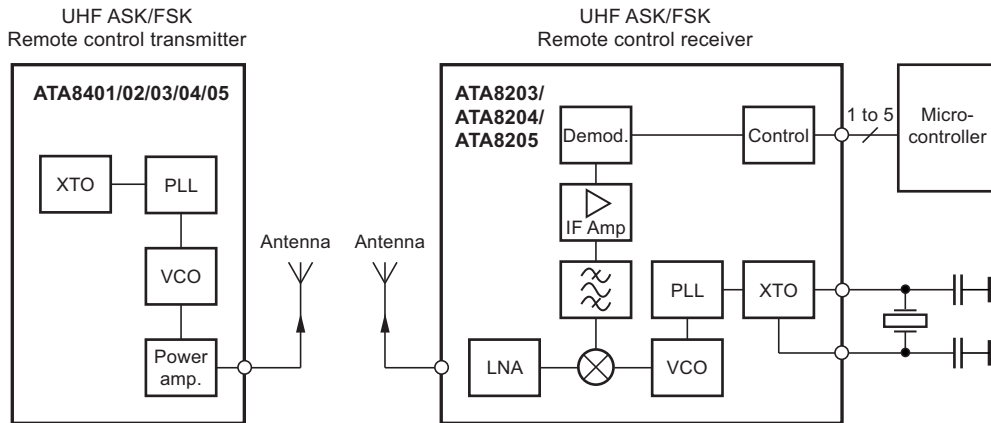 UHF ASK/FSK
Remote control transmitter
ATA8401/02/03/04/05
XTO
PLL
VCO
Power
amp.
Antenna
Antenna
UHF ASK/FSK
Remote control receiver
ATA8203/
ATA8204/
ATA8205
Demod.
Control
1 to 5
Micro-
controller
IF Amp
PLL
XTO
LNA
VCO